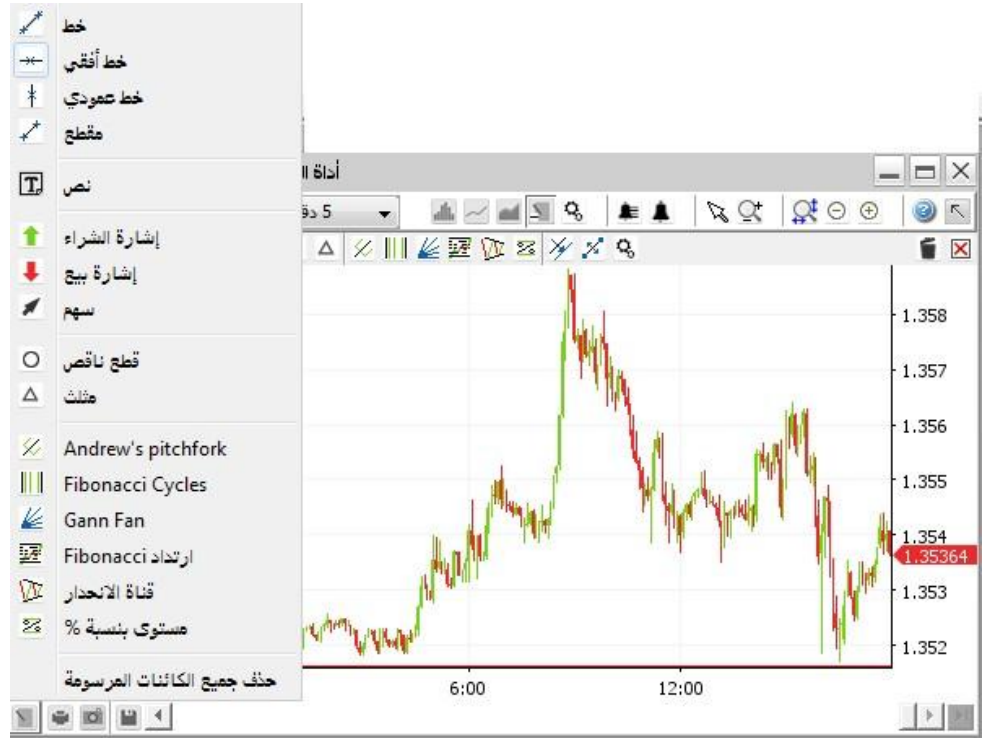 خط
خط أفقي
خط عمودي
مقطع
نص
إشارة الشراء
إشارة بيع
سهم
قطع ناقص
مثلث
Andrew's pitchfork
Fibonacci Cycles
Gann Fan
ارتداد Fibonacci
قناة الانحدار
مستوى بنسبة %
حذف جميع الكائنات المرسومة
أداة
5
1.358
1.357
1.356
1.355
1.354
1.35364
1.353
1.352
6:00
12:00